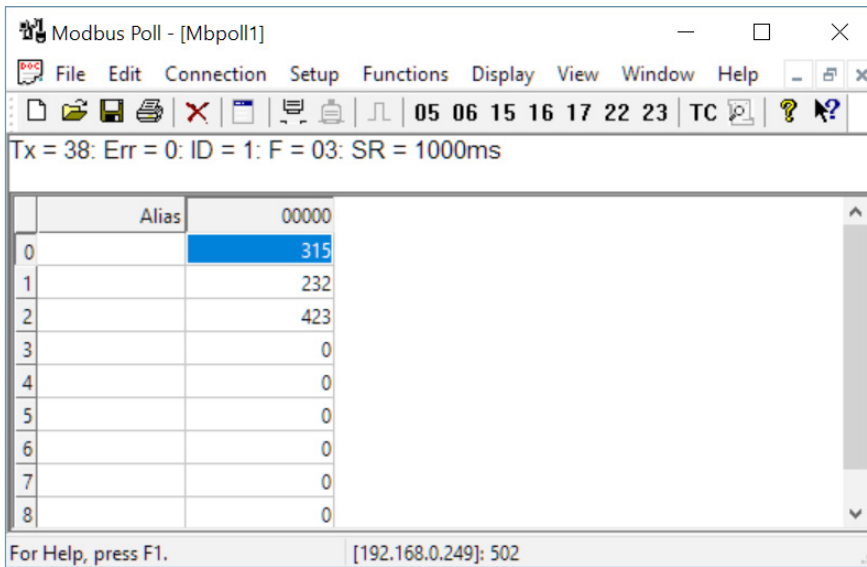 Modbus Poll - [Mbpoll1]
File Edit Connection Setup Functions Display View Window Help
05 06 15 16 17 22 23 TC
Tx = 38: Err = 0: ID = 1: F = 03: SR = 1000ms
Alias 00000
0 315
1 232
2 423
3 0
4 0
5 0
6 0
7 0
8 0
For Help, press F1. [192.168.0.249]: 502